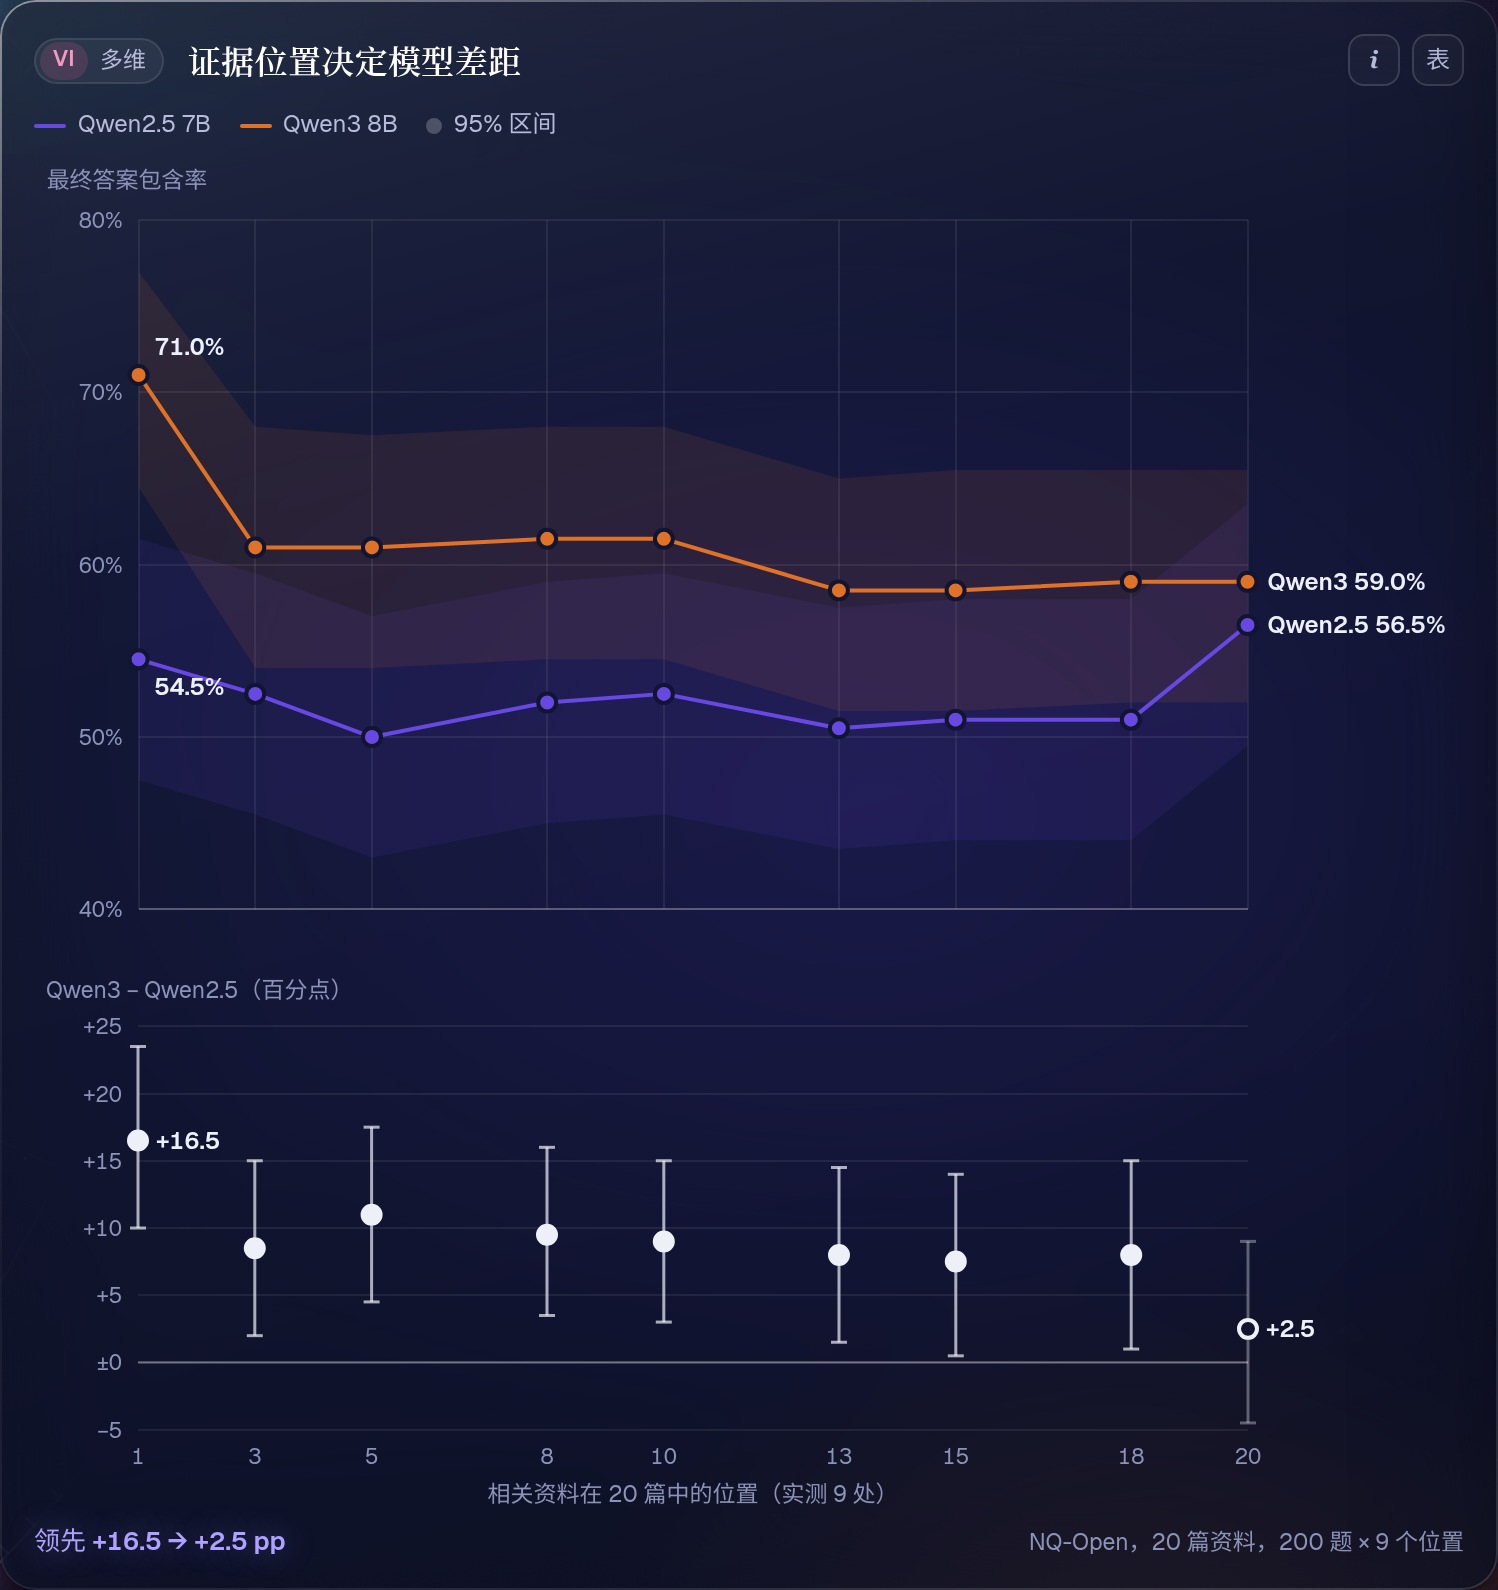 VI 多维 证据位置决定模型差距 i 表
Qwen2.5 7B Qwen3 8B 95% 区间
最终答案包含率
80%
71.0%
70%
60%
Qwen3 59.0%
Qwen2.5 56.5%
54.5%
50%
40%
Qwen3 – Qwen2.5（百分点）
+25
+20
+16.5
+15
+10
+5
+2.5
±0
−5
1 3 5 8 10 13 15 18 20
相关资料在 20 篇中的位置（实测 9 处）
领先 +16.5 → +2.5 pp NQ-Open，20 篇资料，200 题 × 9 个位置